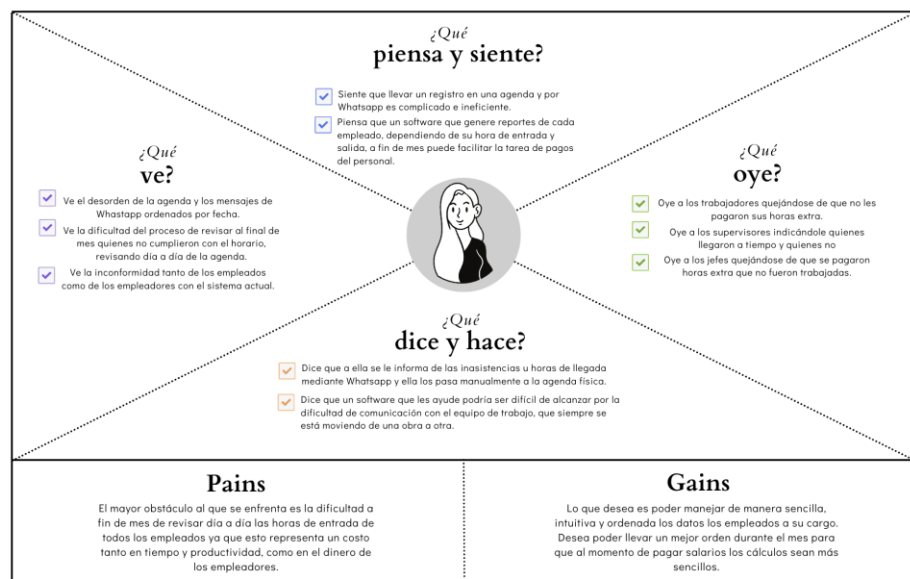 ¿Qué
piensa y siente?
Siente que llevar un registro en una agenda y por
Whatsapp es complicado e ineficiente.
Piensa que un software que genere reportes de cada
empleado, dependiendo de su hora de entrada y
salida, a fin de mes puede facilitar la tarea de pagos
del personal.
¿Qué
ve?
Ve el desorden de la agenda y los mensajes de
Whastapp ordenados por fecha.
Ve la dificultad del proceso de revisar al final de
mes quienes no cumplieron con el horario,
revisando día a día de la agenda.
Ve la inconformidad tanto de los empleados
como de los empleadores con el sistema actual.
¿Qué
oye?
Oye a los trabajadores quejándose de que no les
pagaron sus horas extra.
Oye a los supervisores indicándole quienes
llegaron a tiempo y quienes no
Oye a los jefes quejándose de que se pagaron
horas extra que no fueron trabajadas.
¿Qué
dice y hace?
Dice que a ella se le informa de las inasistencias u horas de llegada
mediante Whatsapp y ella los pasa manualmente a la agenda física.
Dice que un software que les ayude podría ser difícil de alcanzar por la
dificultad de comunicación con el equipo de trabajo, que siempre se
está moviendo de una obra a otra.
Pains
El mayor obstáculo al que se enfrenta es la dificultad a
fin de mes de revisar día a día las horas de entrada de
todos los empleados ya que esto representa un costo
tanto en tiempo y productividad, como en el dinero de
los empleadores.
Gains
Lo que desea es poder manejar de manera sencilla,
intuitiva y ordenada los datos los empleados a su cargo.
Desea poder llevar un mejor orden durante el mes para
que al momento de pagar salarios los cálculos sean más
sencillos.